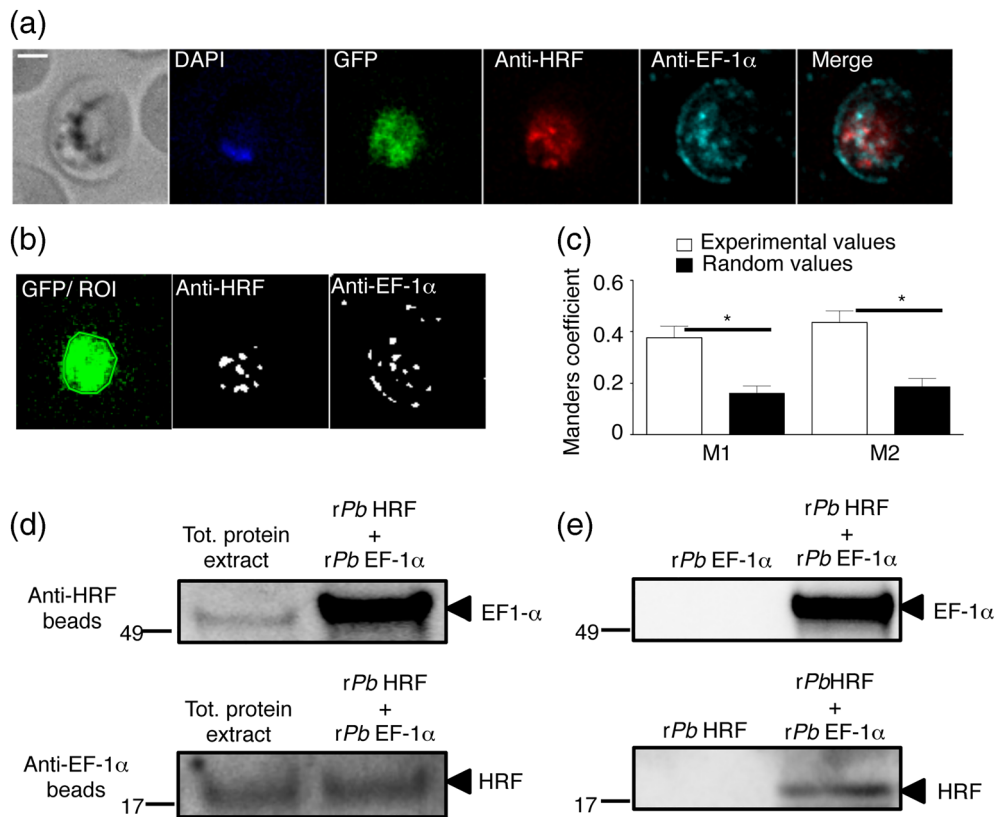 (a)
DAPI
GFP
Anti-HRF
Anti-EF-1α
Merge
(b)
GFP/ ROI
Anti-HRF
Anti-EF-1α
(c)
Experimental values
Random values
Manders coefficient
0.6
0.4
0.2
0
*
*
M1
M2
(d)
Tot. protein
extract
rPb HRF
+
rPb EF-1α
Anti-HRF
beads
49
EF1-α
Tot. protein
extract
rPb HRF
+
rPb EF-1α
Anti-EF-1α
beads
17
HRF
(e)
rPb EF-1α
rPb HRF
+
rPb EF-1α
49
EF-1α
rPb HRF
rPbHRF
+
rPb EF-1α
17
HRF